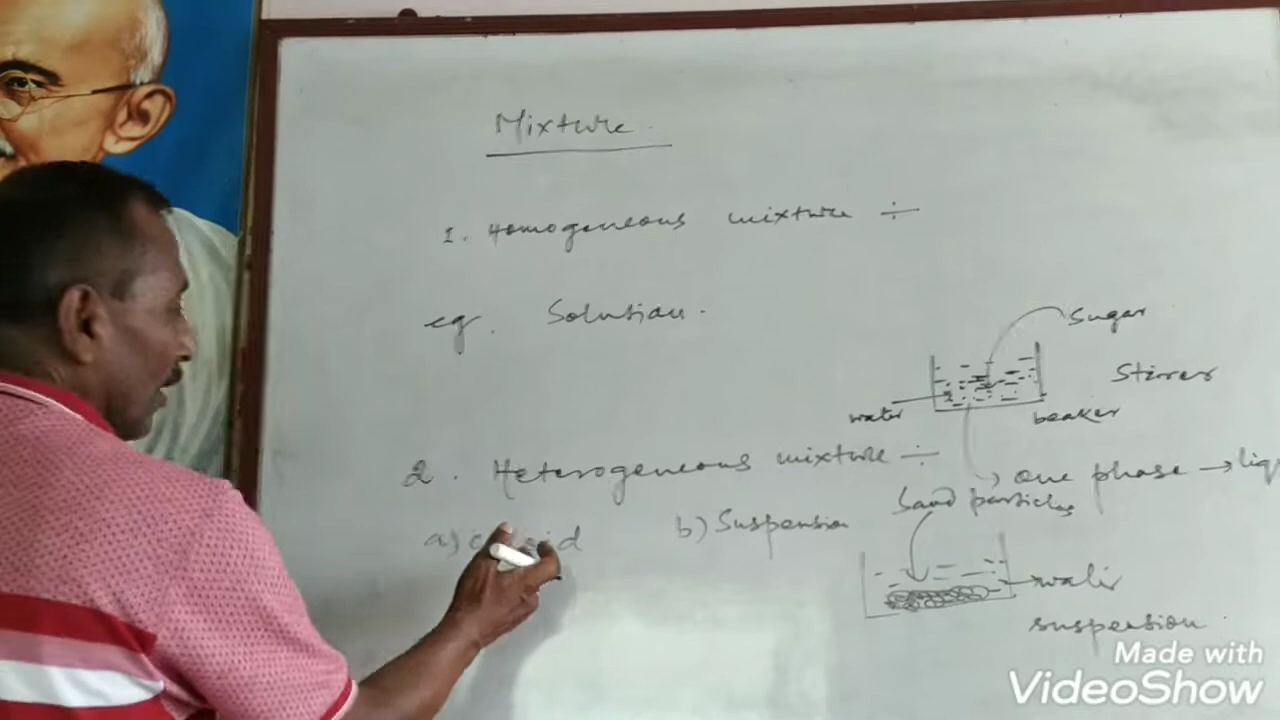 Mixture.
1. Homogeneous mixture ÷
eg. Solution.
Sugar
Stirrer
water
beaker
2. Heterogeneous mixture ÷
one phase → liq
Sand particles
a) b) Suspension
water
suspension.
Made with
VideoShow